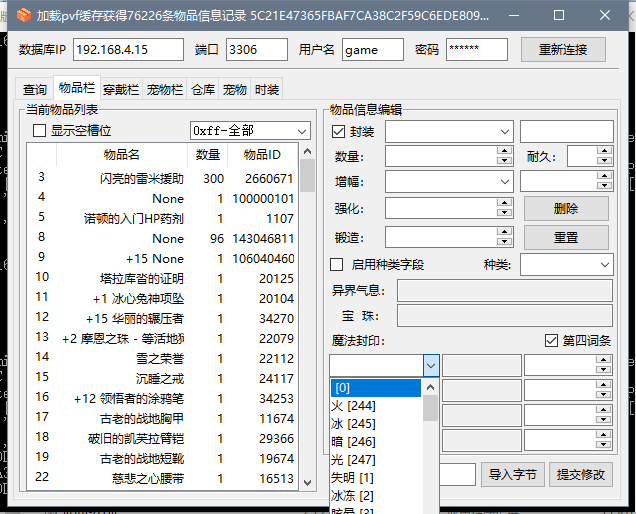 加载pvf缓存获得76226条物品信息记录 5C21E47365FBAF7CA38C2F59C6EDE809...
数据库IP 192.168.4.15 端口 3306 用户名 game 密码 ****** 重新连接
查询 物品栏 穿戴栏 宠物栏 仓库 宠物 时装
当前物品列表
显示空槽位 0xff-全部
物品名 数量 物品ID
3 闪亮的雷米援助 300 2660671
4 None 1 100000101
5 诺顿的入门HP药剂 1 1107
8 None 96 143046811
9 +15 None 1 106040460
10 塔拉库沓的证明 1 20125
11 +1 冰心兔神项坠 1 20104
12 +15 华丽的辗压者 1 34270
13 +2 摩恩之珠 - 等活地狱 1 22079
14 雪之荣誉 1 22112
15 沉睡之戒 1 24117
16 +12 领悟者的涂鸦笔 1 34253
17 古老的战地胸甲 1 11674
18 破旧的凯芙拉臂铠 1 29366
19 古老的战地短靴 1 19674
22 慈悲之心腰带 1 16513
物品信息编辑
封装
数量: 耐久:
增幅:
强化: 删除
锻造: 重置
启用种类字段 种类:
异界气息:
宝 珠:
魔法封印: 第四词条
[0]
火 [244]
冰 [245]
暗 [246]
光 [247]
失明 [1]
冰冻 [2]
眩晕 [3]
导入字节 提交修改